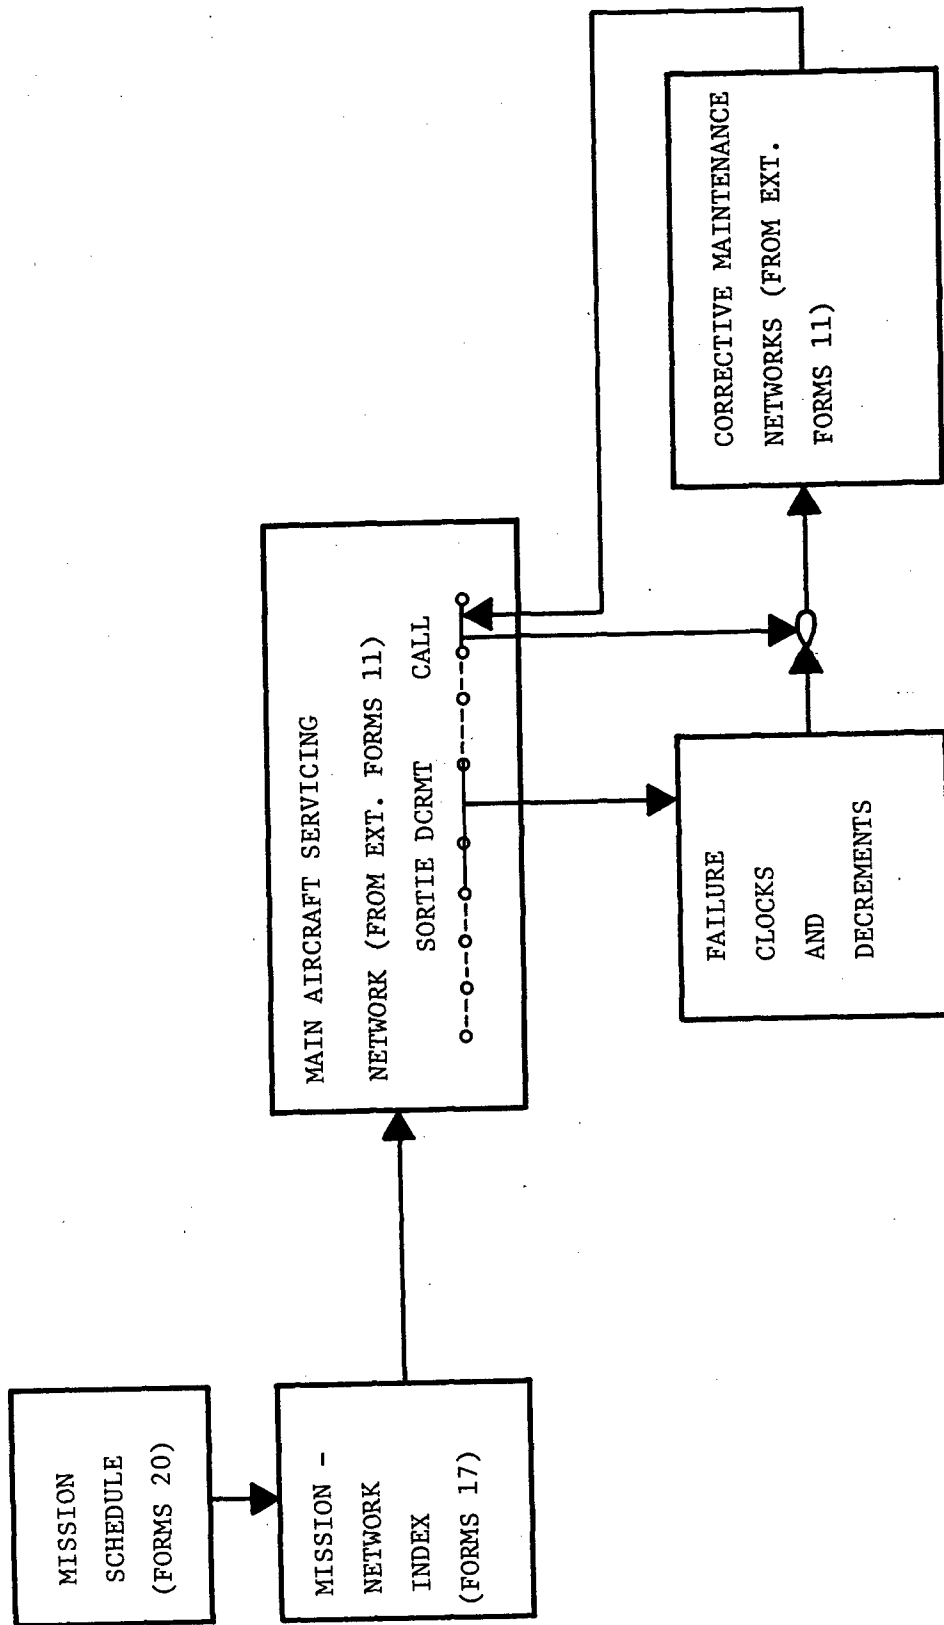 MISSION
SCHEDULE
(FORMS 20)
MISSION -
NETWORK
INDEX
(FORMS 17)
MAIN AIRCRAFT SERVICING
NETWORK (FROM EXT. FORMS 11)
SORTIE DCRMT CALL
FAILURE
CLOCKS
AND
DECREMENTS
CORRECTIVE MAINTENANCE
NETWORKS (FROM EXT.
FORMS 11)